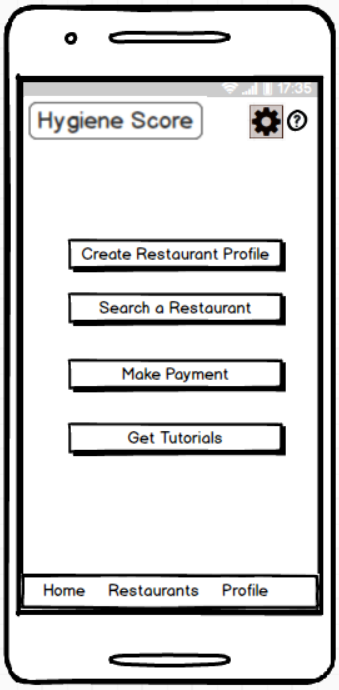 17:35
Hygiene Score
?
Create Restaurant Profile
Search a Restaurant
Make Payment
Get Tutorials
Home Restaurants Profile